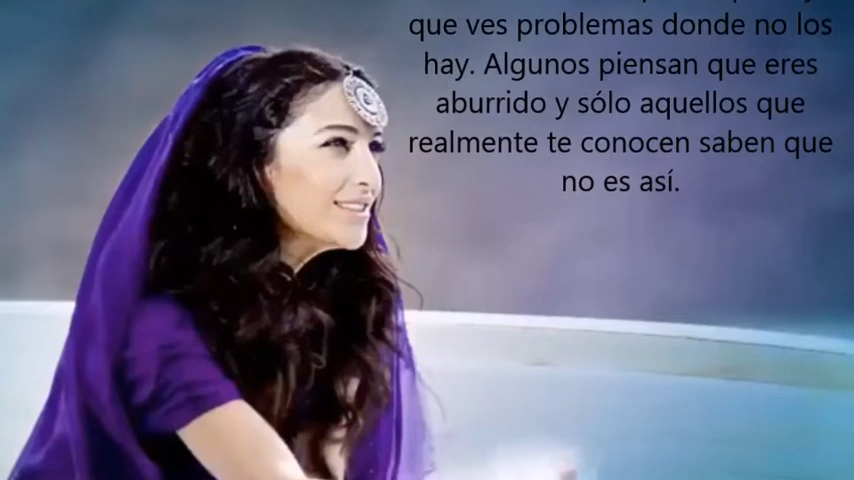 que ves problemas donde no los
hay. Algunos piensan que eres
aburrido y sólo aquellos que
realmente te conocen saben que
no es así.